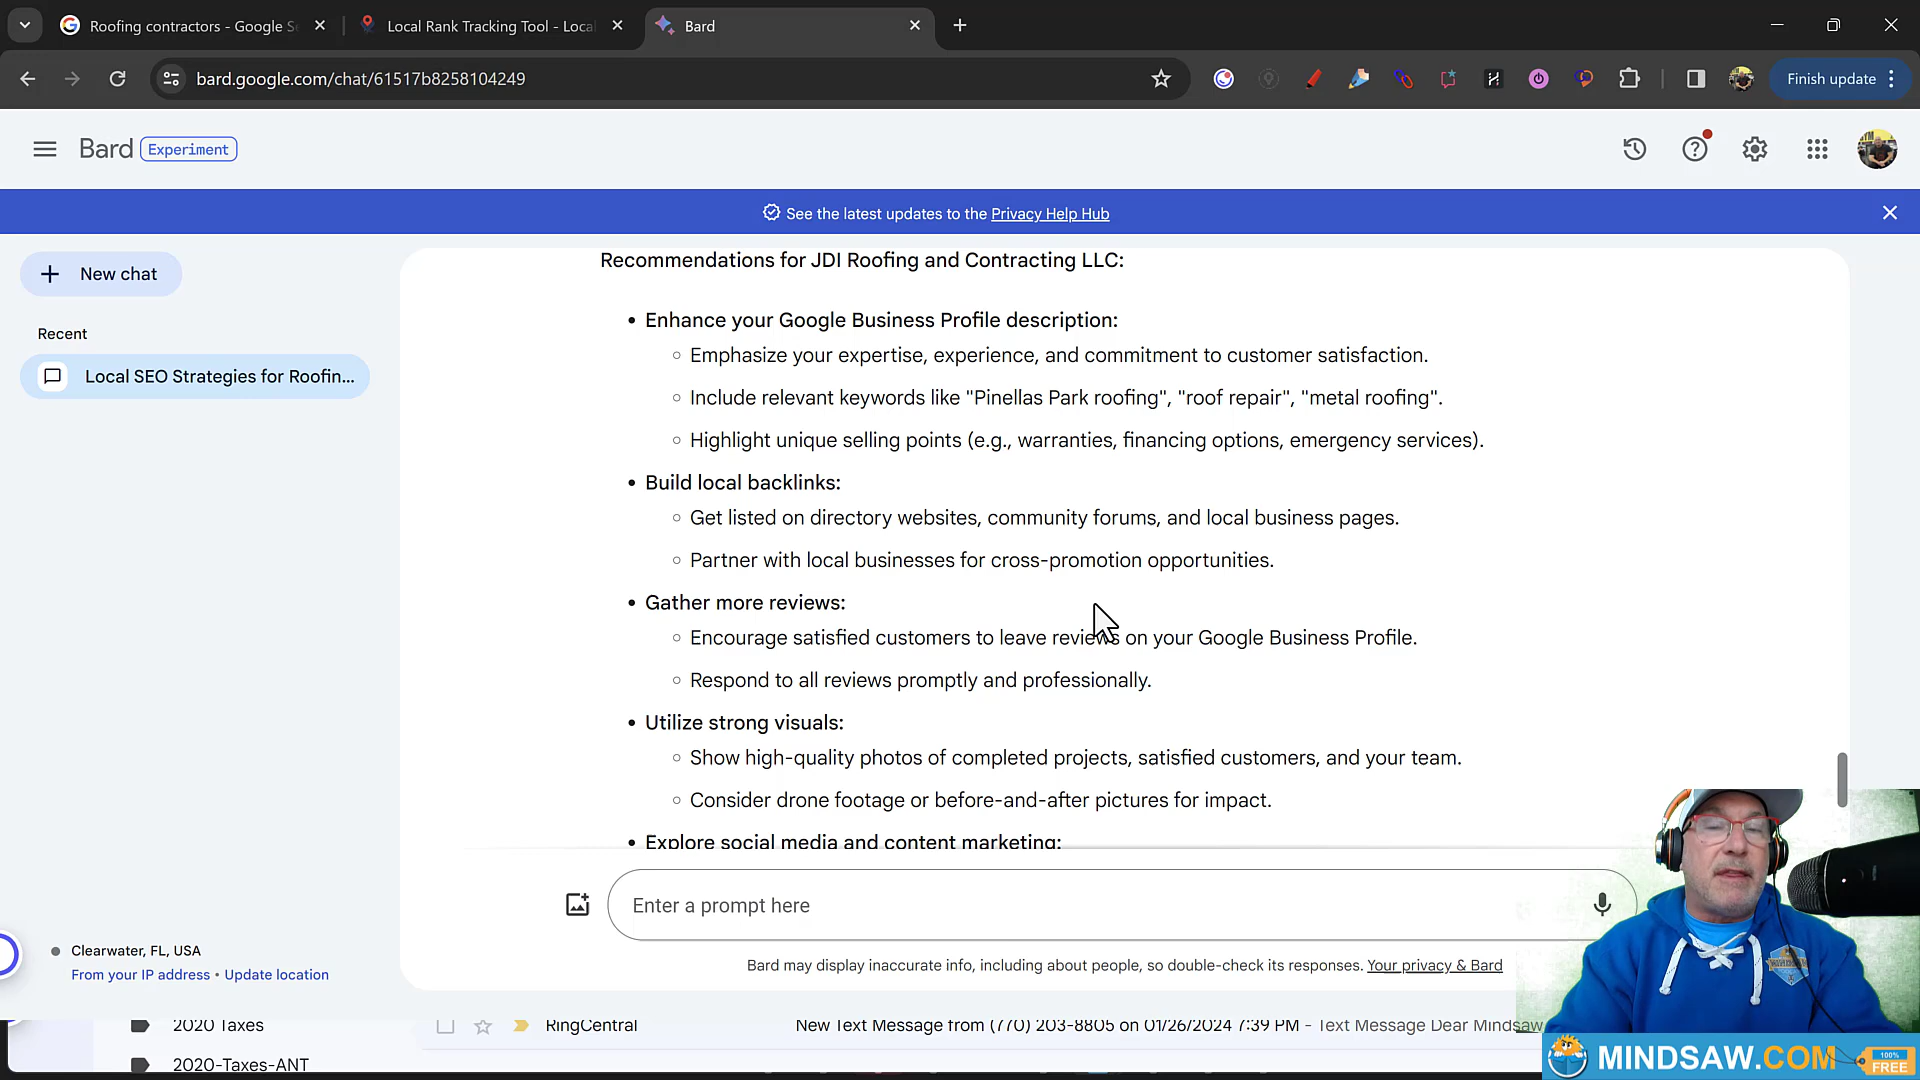 Roofing contractors - Google Se
Local Rank Tracking Tool - Local
Bard
bard.google.com/chat/61517b8258104249
Finish update
Bard
Experiment
See the latest updates to the Privacy Help Hub
New chat
Recent
Local SEO Strategies for Roofin...
Recommendations for JDI Roofing and Contracting LLC:
Enhance your Google Business Profile description:
Emphasize your expertise, experience, and commitment to customer satisfaction.
Include relevant keywords like "Pinellas Park roofing", "roof repair", "metal roofing".
Highlight unique selling points (e.g., warranties, financing options, emergency services).
Build local backlinks:
Get listed on directory websites, community forums, and local business pages.
Partner with local businesses for cross-promotion opportunities.
Gather more reviews:
Encourage satisfied customers to leave reviews on your Google Business Profile.
Respond to all reviews promptly and professionally.
Utilize strong visuals:
Show high-quality photos of completed projects, satisfied customers, and your team.
Consider drone footage or before-and-after pictures for impact.
Explore social media and content marketing:
Enter a prompt here
Clearwater, FL, USA
From your IP address • Update location
Bard may display inaccurate info, including about people, so double-check its responses. Your privacy & Bard
2020 Taxes
RingCentral
New Text Message from (770) 203-8805 on 01/26/2024 7:39 PM - Text Message Dear Mindsaw
2020-Taxes-ANT
MINDSAW.COM
100%
FREE